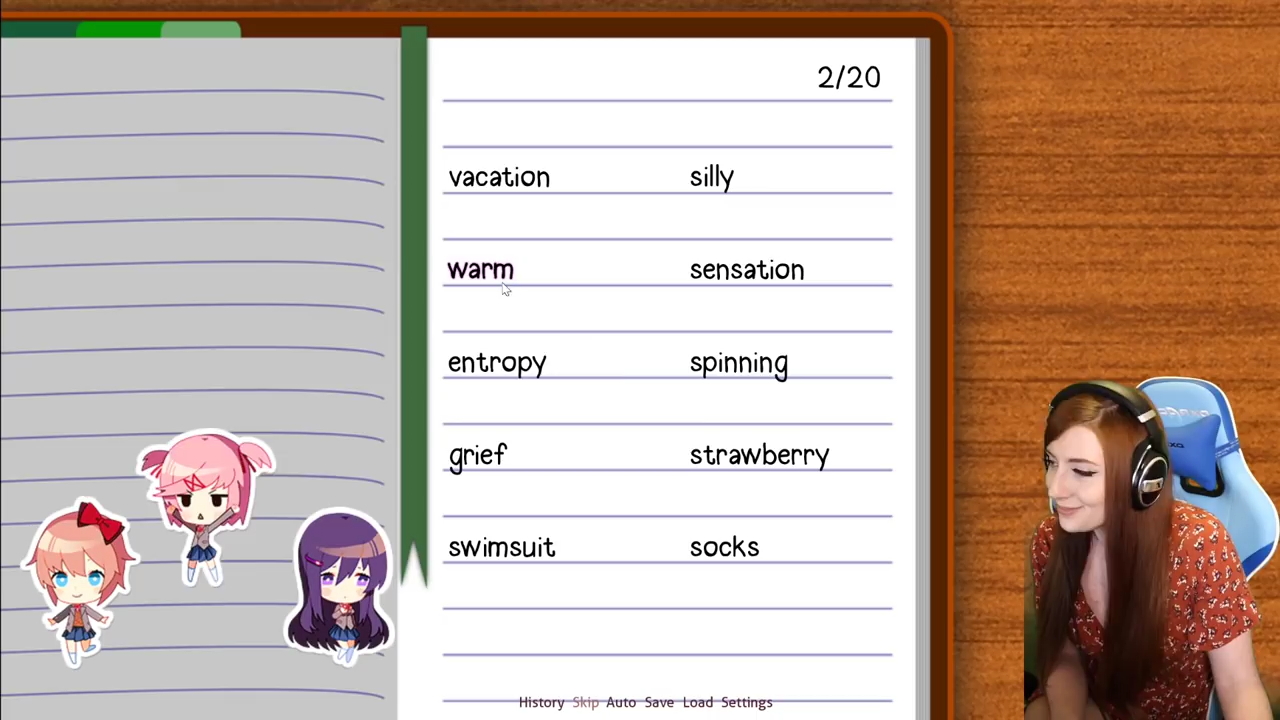 2/20
vacation silly
warm sensation
entropy spinning
grief strawberry
swimsuit socks
History Skip Auto Save Load Settings